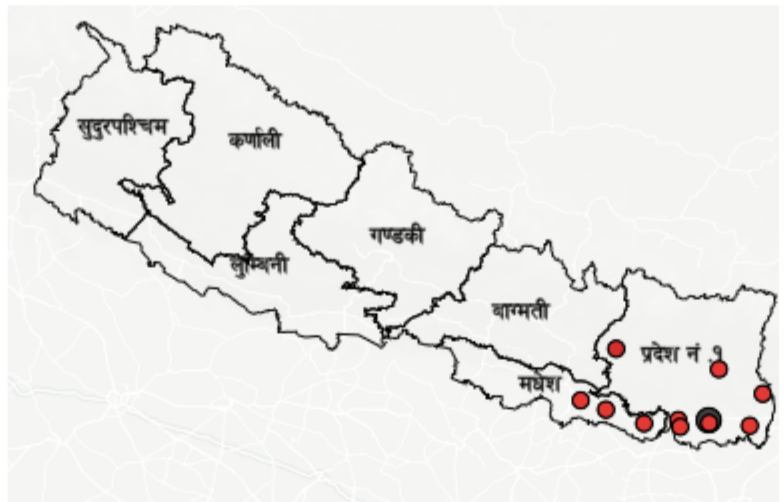 सुदुरपश्चिम
कर्णाली
गण्डकी
लुम्बिनी
बाग्मती
प्रदेश नं .१
मधेश